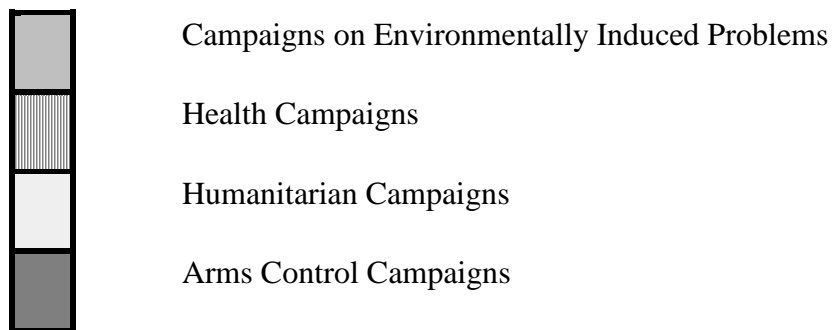 Campaigns on Environmentally Induced Problems
Health Campaigns
Humanitarian Campaigns
Arms Control Campaigns